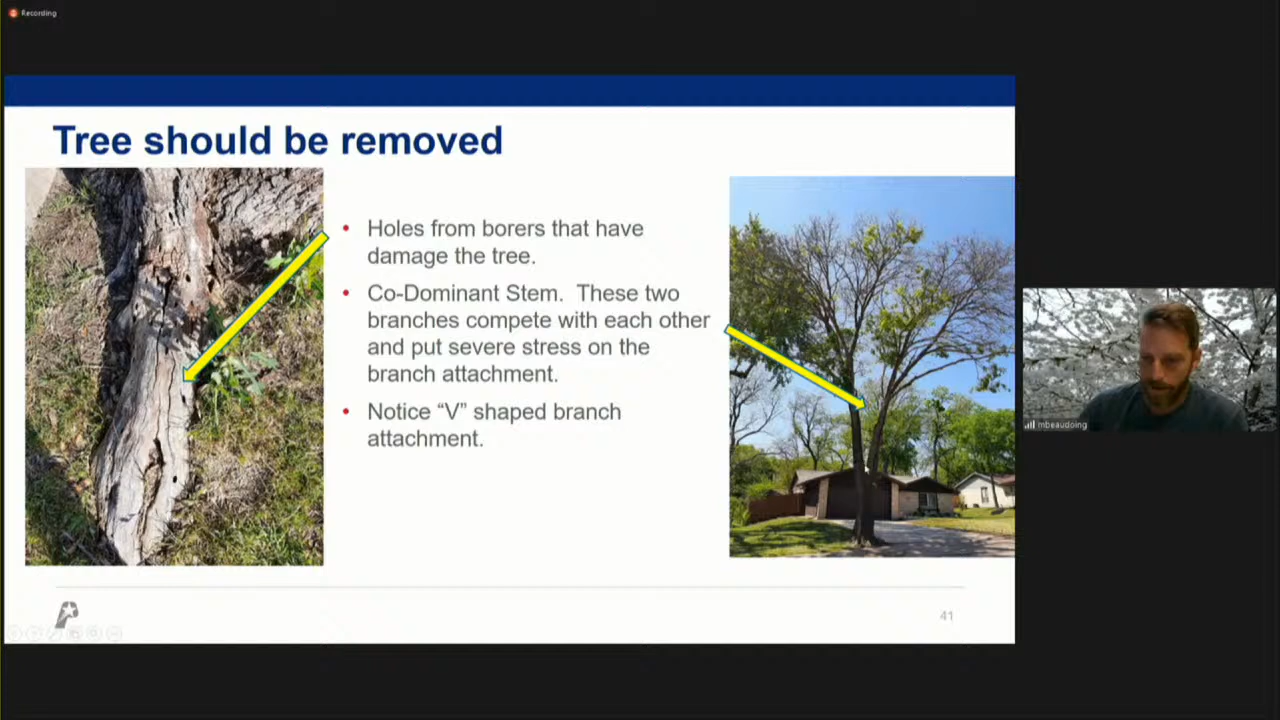 Recording
Tree should be removed
• Holes from borers that have
damage the tree.
• Co-Dominant Stem. These two
branches compete with each other
and put severe stress on the
branch attachment.
• Notice “V” shaped branch
attachment.
mbeaudoing
41